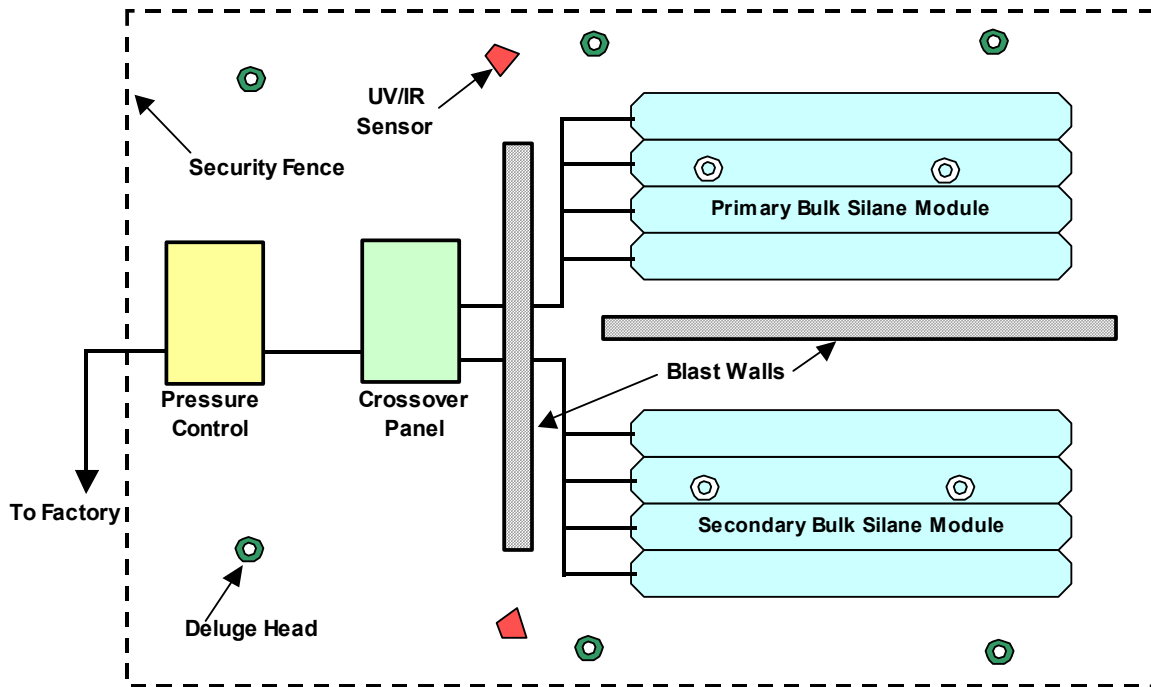 UV/IR
Sensor
Security Fence
Primary Bulk Silane Module
Blast Walls
Pressure
Control
Crossover
Panel
To Factory
Secondary Bulk Silane Module
Deluge Head